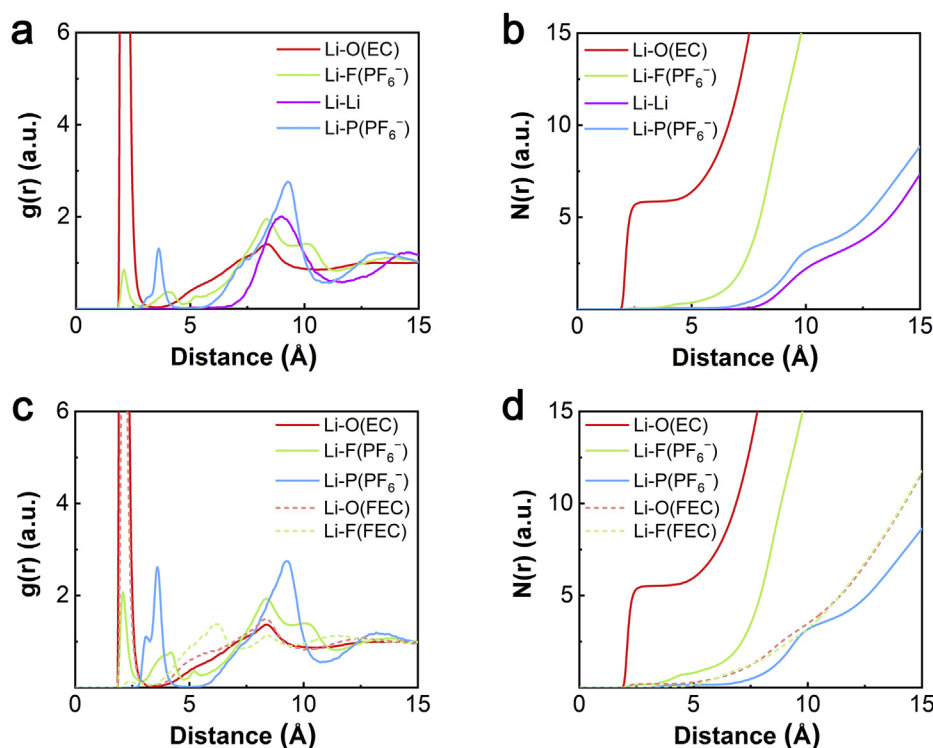 a
6
4
2
0
5
10
15
g(r) (a.u.)
Distance (Å)
Li-O(EC)
Li-F(PF₆⁻)
Li-Li
Li-P(PF₆⁻)
b
15
10
5
0
0
5
10
15
N(r) (a.u.)
Distance (Å)
Li-O(EC)
Li-F(PF₆⁻)
Li-Li
Li-P(PF₆⁻)
c
6
4
2
0
5
10
15
g(r) (a.u.)
Distance (Å)
Li-O(EC)
Li-F(PF₆⁻)
Li-P(PF₆⁻)
Li-O(FEC)
Li-F(FEC)
d
15
10
5
0
0
5
10
15
N(r) (a.u.)
Distance (Å)
Li-O(EC)
Li-F(PF₆⁻)
Li-P(PF₆⁻)
Li-O(FEC)
Li-F(FEC)